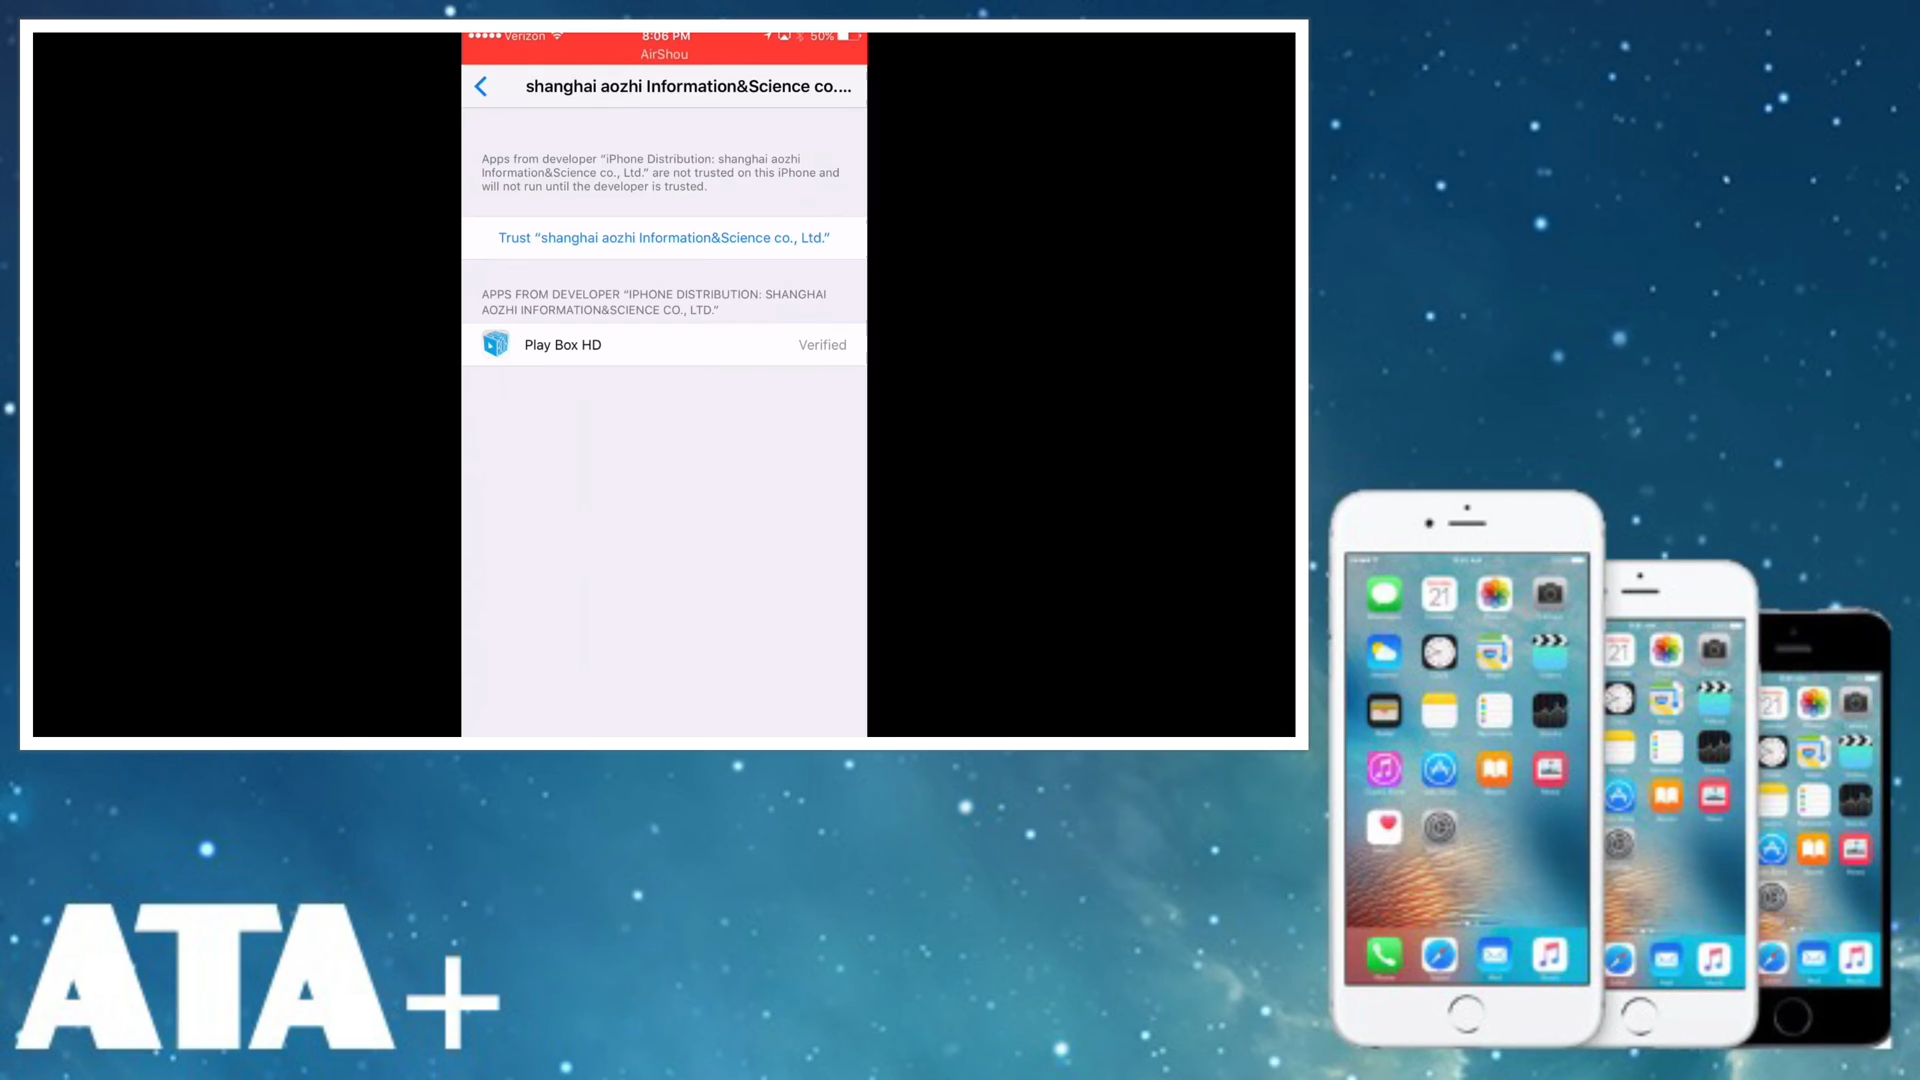 Verizon 8:06 PM 50%
AirShou
shanghai aozhi Information&Science co....
Apps from developer “iPhone Distribution: shanghai aozhi
Information&Science co., Ltd.” are not trusted on this iPhone and
will not run until the developer is trusted.
Trust “shanghai aozhi Information&Science co., Ltd.”
APPS FROM DEVELOPER “IPHONE DISTRIBUTION: SHANGHAI
AOZHI INFORMATION&SCIENCE CO., LTD.”
Play Box HD Verified
21
21
21
ATA+